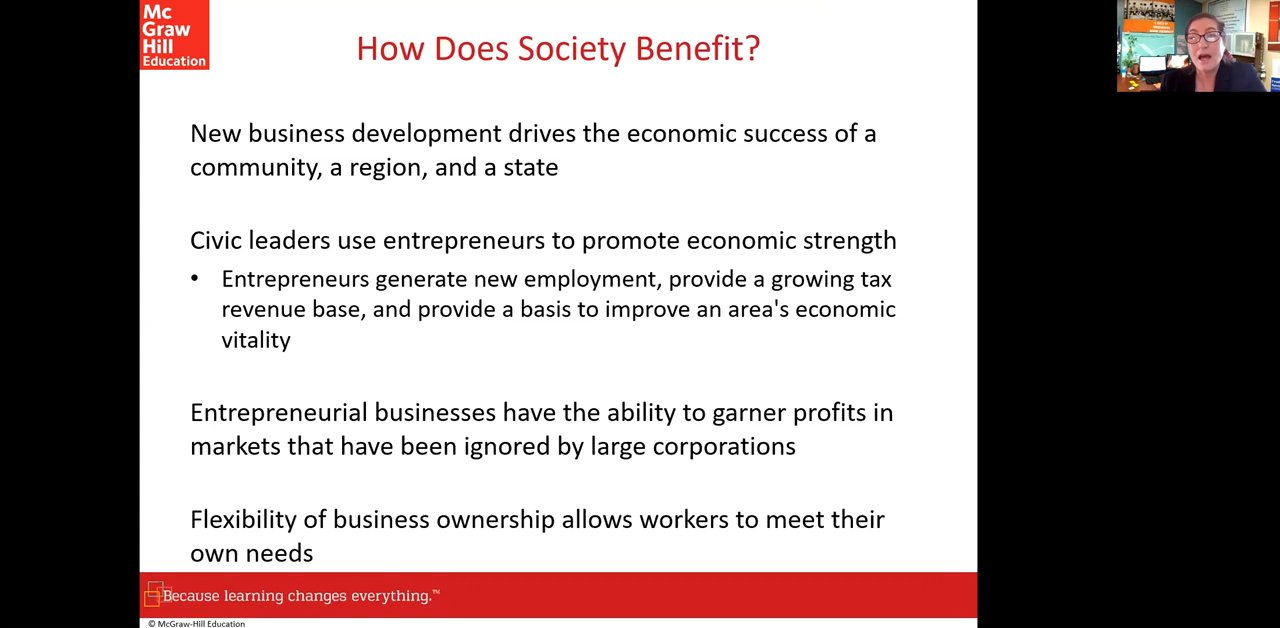 Mc
Graw
Hill
Education
How Does Society Benefit?
New business development drives the economic success of a
community, a region, and a state
Civic leaders use entrepreneurs to promote economic strength
• Entrepreneurs generate new employment, provide a growing tax
revenue base, and provide a basis to improve an area's economic
vitality
Entrepreneurial businesses have the ability to garner profits in
markets that have been ignored by large corporations
Flexibility of business ownership allows workers to meet their
own needs
Because learning changes everything.™
© McGraw-Hill Education